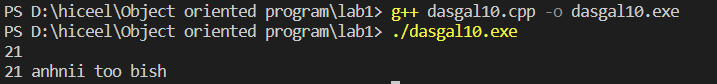 PS D:\hiceel\Object oriented program\lab1> g++ dasgal10.cpp -o dasgal10.exe
PS D:\hiceel\Object oriented program\lab1> ./dasgal10.exe
21
21 anhnii too bish